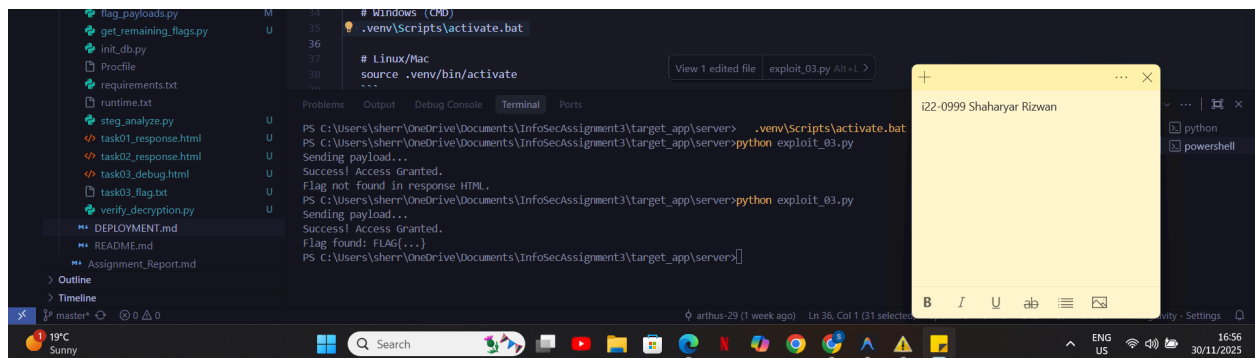 flag_payloads.py M
get_remaining_flags.py U
init_db.py
Procfile
requirements.txt
runtime.txt
steg_analyze.py U
task01_response.html U
task02_response.html U
task03_debug.html U
task03_flag.txt U
verify_decryption.py U
DEPLOYMENT.md
README.md
Assignment_Report.md
Outline
Timeline
34 # Windows (CMD)
35 .venv\Scripts\activate.bat
36
37 # Linux/Mac
38 source .venv/bin/activate
```
View 1 edited file exploit_03.py Alt+L >
Problems Output Debug Console Terminal Ports
PS C:\Users\sherr\OneDrive\Documents\InfoSecAssignment3\target_app\server> .venv\Scripts\activate.bat
PS C:\Users\sherr\OneDrive\Documents\InfoSecAssignment3\target_app\server>python exploit_03.py
Sending payload...
Success! Access Granted.
Flag not found in response HTML.
PS C:\Users\sherr\OneDrive\Documents\InfoSecAssignment3\target_app\server>python exploit_03.py
Sending payload...
Success! Access Granted.
Flag found: FLAG{...}
PS C:\Users\sherr\OneDrive\Documents\InfoSecAssignment3\target_app\server>
python
powershell
i22-0999 Shaharyar Rizwan
B I U ab
master* 0 0
arthus-29 (1 week ago) Ln 36, Col 1 (31 selected
- Settings
1
19°C
Sunny
Search
ENG
US
16:56
30/11/2025